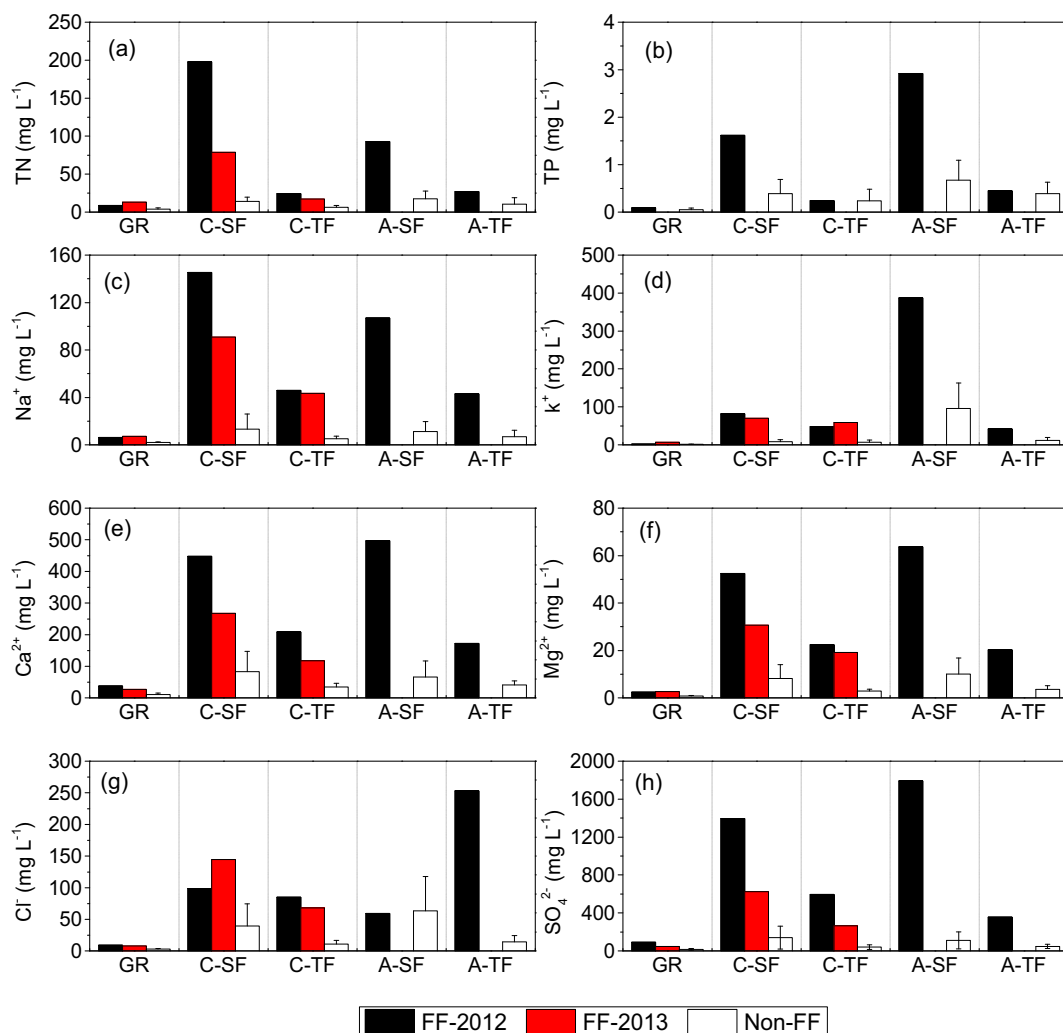 (a)
TN (mg L⁻¹)
250
200
150
100
50
0
GR C-SF C-TF A-SF A-TF
(b)
TP (mg L⁻¹)
4
3
2
1
0
GR C-SF C-TF A-SF A-TF
(c)
Na⁺ (mg L⁻¹)
160
120
80
40
0
GR C-SF C-TF A-SF A-TF
(d)
k⁺ (mg L⁻¹)
500
400
300
200
100
0
GR C-SF C-TF A-SF A-TF
(e)
Ca²⁺ (mg L⁻¹)
600
500
400
300
200
100
0
GR C-SF C-TF A-SF A-TF
(f)
Mg²⁺ (mg L⁻¹)
80
60
40
20
0
GR C-SF C-TF A-SF A-TF
(g)
Cl⁻ (mg L⁻¹)
300
250
200
150
100
50
0
GR C-SF C-TF A-SF A-TF
(h)
SO₄²⁻ (mg L⁻¹)
2000
1600
1200
800
400
0
GR C-SF C-TF A-SF A-TF
FF-2012 FF-2013 Non-FF